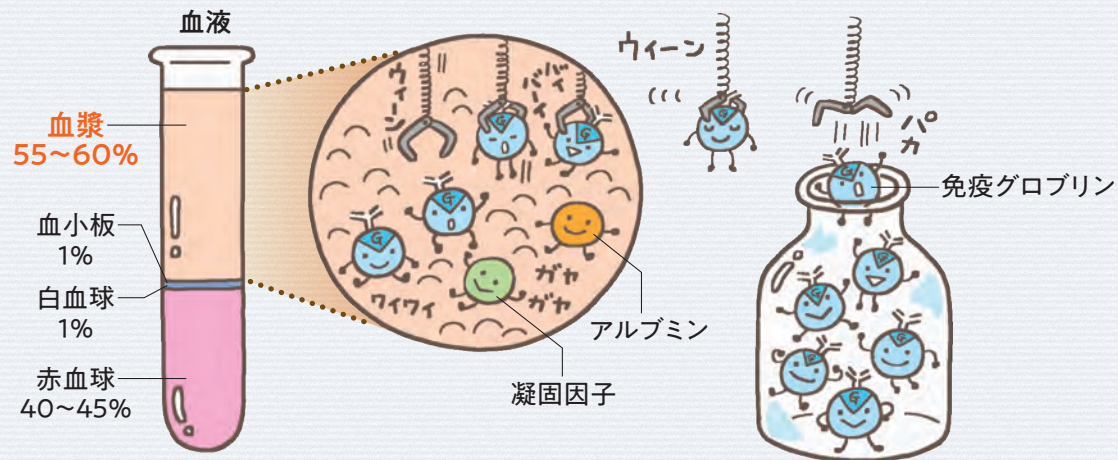 血液
血漿
55~60%
血小板
1%
白血球
1%
赤血球
40~45%
ウィーン
バイバーイ
G
G
G
G
ワイワイ
ガヤ
ガヤ
アルブミン
凝固因子
ウィーン
G
パカ
G
免疫グロブリン
G
G
G
G
G